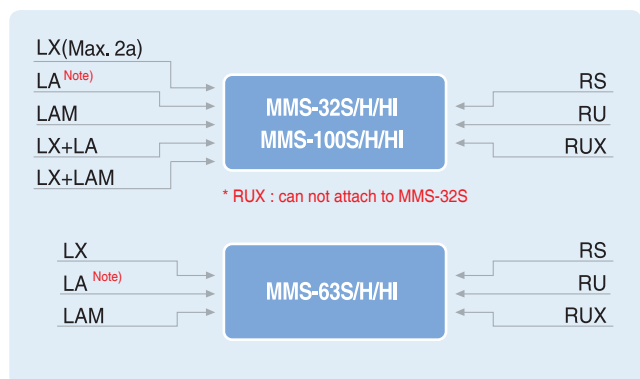 LX(Max. 2a)
LA Note)
LAM
LX+LA
LX+LAM
MMS-32S/H/HI
MMS-100S/H/HI
RS
RU
RUX
* RUX : can not attach to MMS-32S
LX
LA Note)
LAM
MMS-63S/H/HI
RS
RU
RUX